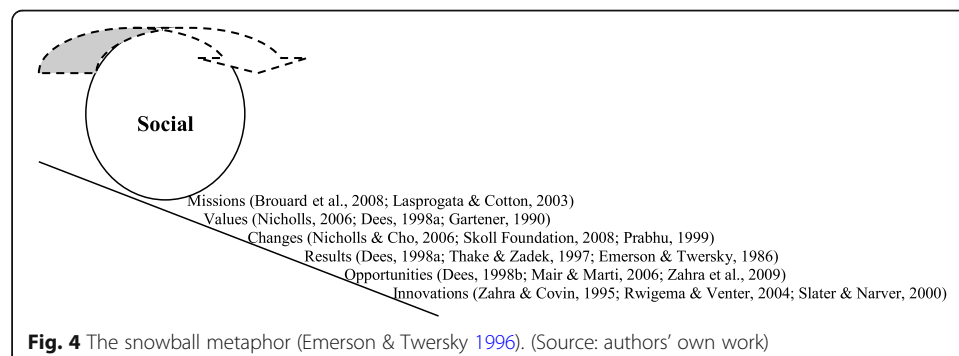 Social
Missions (Brouard et al., 2008; Lasprogata & Cotton, 2003)
Values (Nicholls, 2006; Dees, 1998a; Gartener, 1990)
Changes (Nicholls & Cho, 2006; Skoll Foundation, 2008; Prabhu, 1999)
Results (Dees, 1998a; Thake & Zadek, 1997; Emerson & Twersky, 1986)
Opportunities (Dees, 1998b; Mair & Marti, 2006; Zahra et al., 2009)
Innovations (Zahra & Covin, 1995; Rwigema & Venter, 2004; Slater & Narver, 2000)
Fig. 4 The snowball metaphor (Emerson & Twersky 1996). (Source: authors' own work)